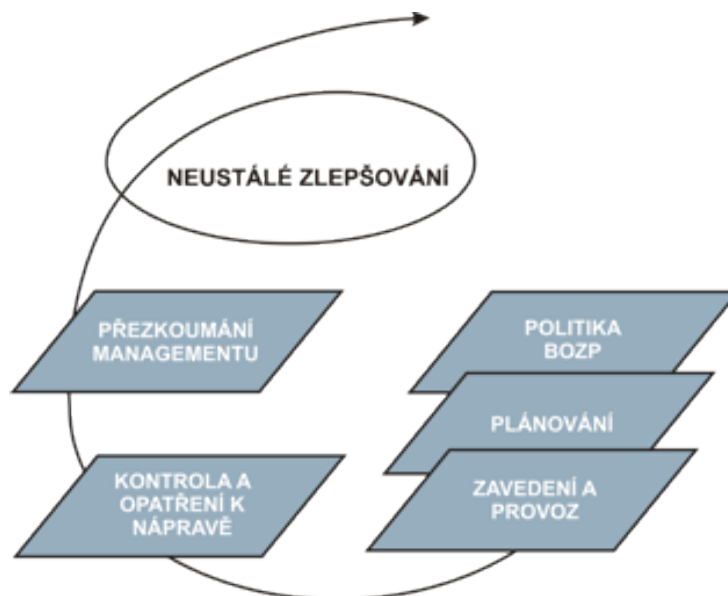 NEUSTÁLÉ ZLEPŠOVÁNÍ
PŘEZKOUMÁNÍ
MANAGEMENTU
POLITIKA
BOZP
PLÁNOVÁNÍ
KONTROLA A
OPATŘENÍ K
NÁPRAVĚ
ZAVEDENÍ A
PROVOZ